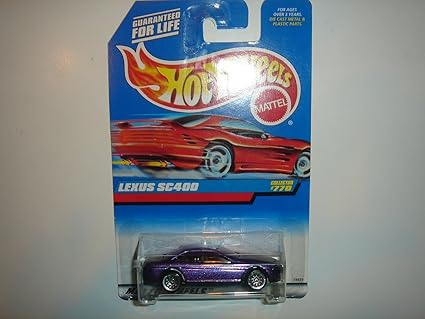 GUARANTEED
FOR LIFE
FOR AGES
OVER 3 YEARS.
DIE CAST METAL &
PLASTIC PARTS
Hot Wheels
MATTEL
LEXUS SC400
COLLECTOR
#770